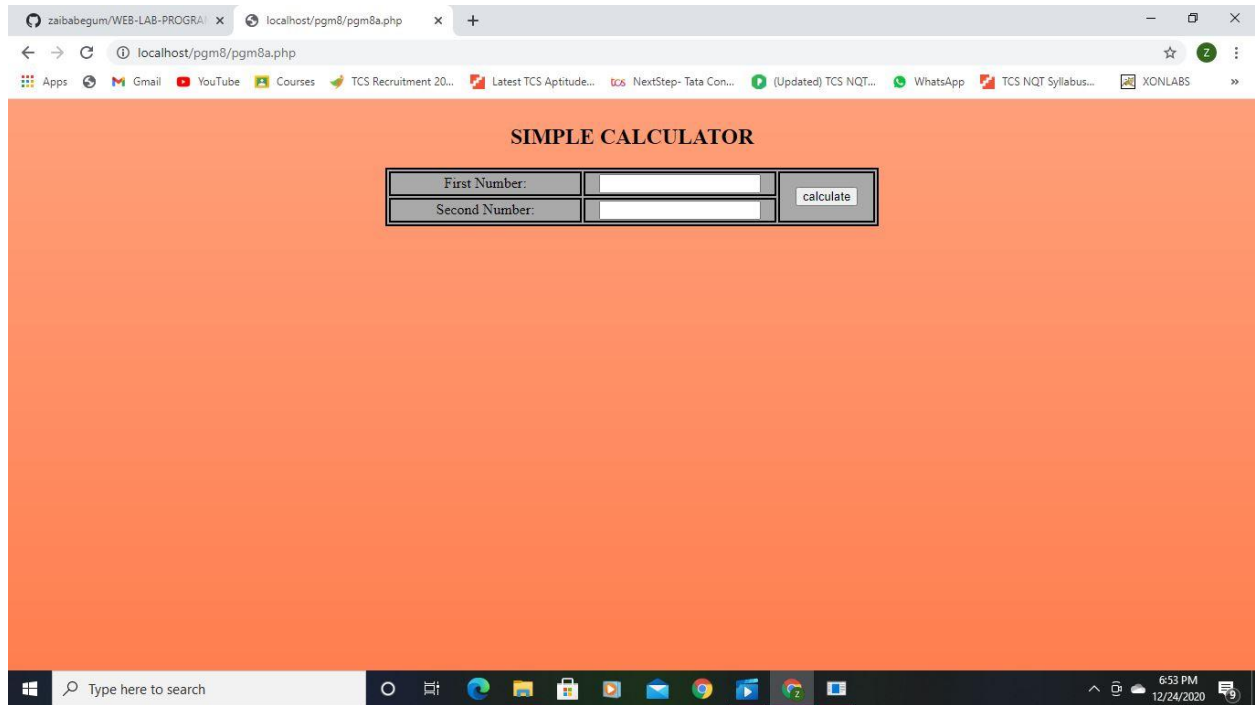 zaibabegum/WEB-LAB-PROGRA
localhost/pgm8/pgm8a.php
localhost/pgm8/pgm8a.php
Z
Apps Gmail YouTube Courses TCS Recruitment 20... Latest TCS Aptitude... tcs NextStep- Tata Con... (Updated) TCS NQT... WhatsApp TCS NQT Syllabus... XONLABS »
SIMPLE CALCULATOR
First Number:
calculate
Second Number:
Type here to search
6:53 PM
12/24/2020
9